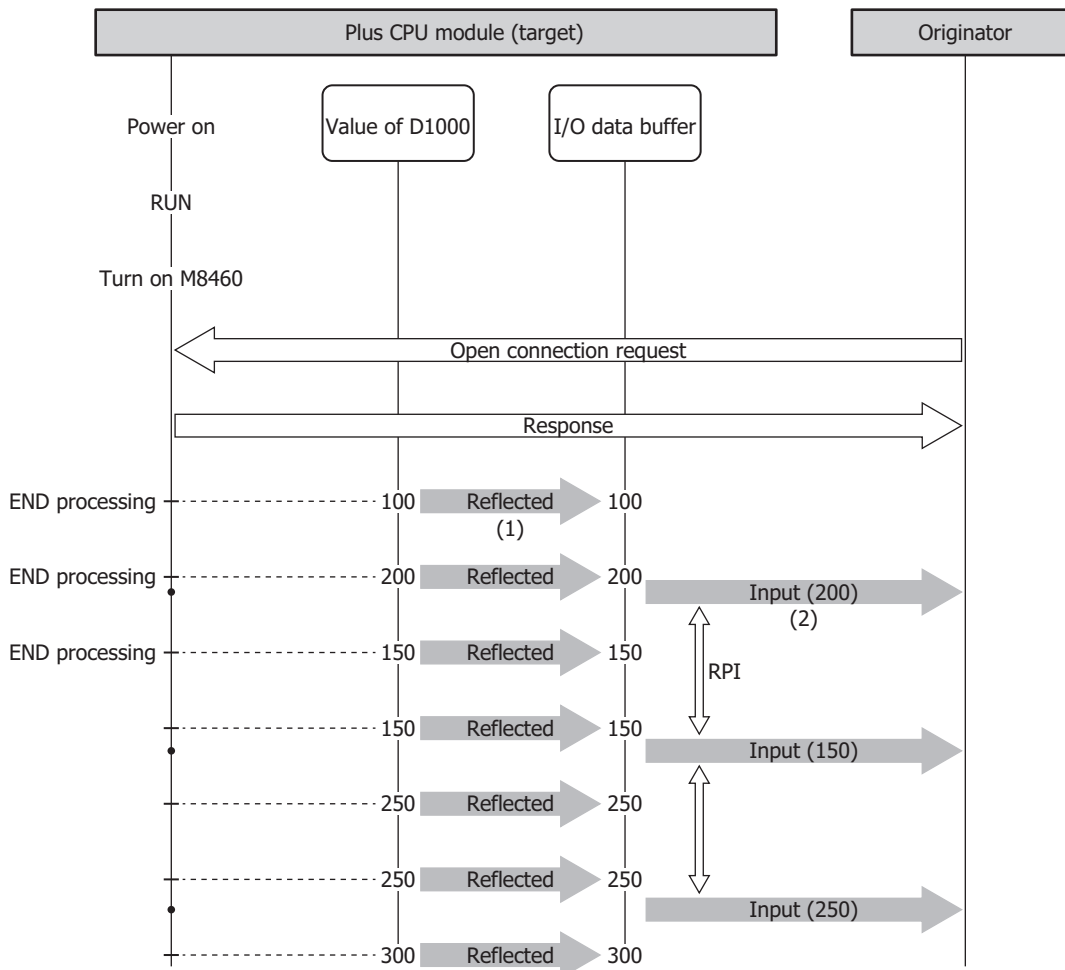 Plus CPU module (target)
Originator
Power on
Value of D1000
I/O data buffer
RUN
Turn on M8460
Open connection request
Response
END processing
100
Reflected
100
(1)
END processing
200
Reflected
200
Input (200)
(2)
END processing
150
Reflected
150
RPI
150
Reflected
150
Input (150)
250
Reflected
250
250
Reflected
250
Input (250)
300
Reflected
300